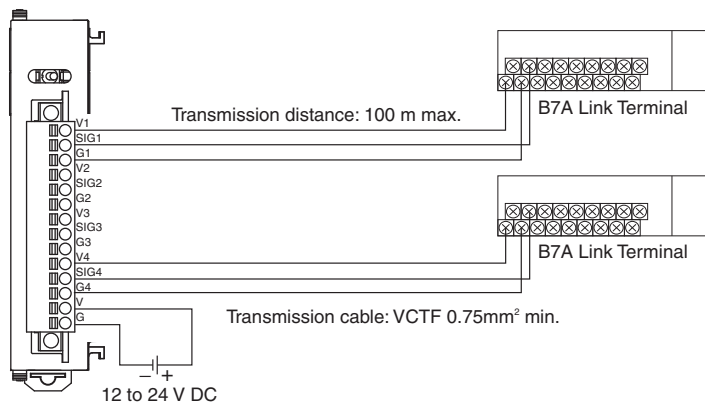 V1
SIG1
G1
V2
SIG2
G2
V3
SIG3
G3
V4
SIG4
G4
V
G
Transmission distance: 100 m max.
B7A Link Terminal
B7A Link Terminal
Transmission cable: VCTF 0.75mm² min.
– +
12 to 24 V DC